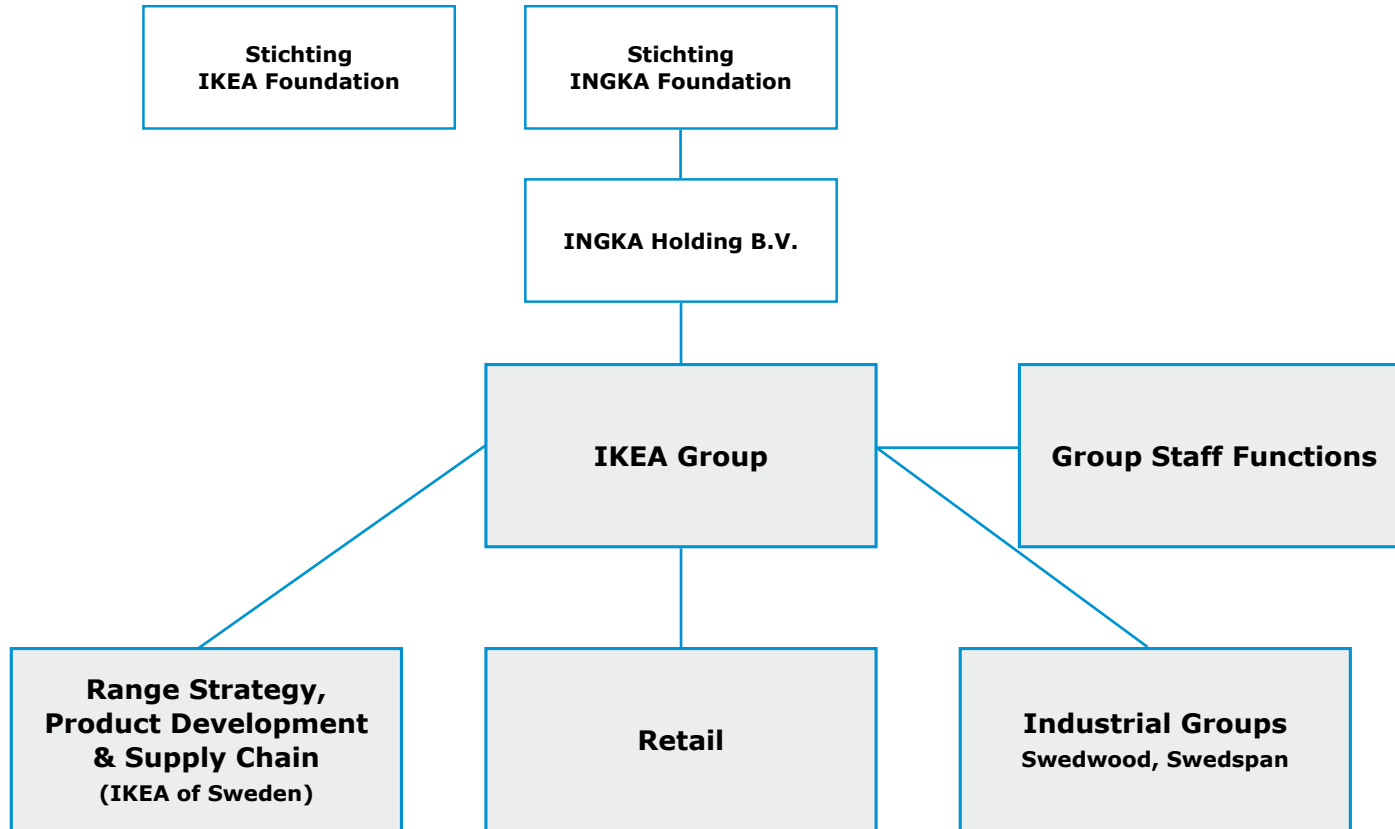 Stichting
IKEA Foundation
Stichting
INGKA Foundation
INGKA Holding B.V.
IKEA Group
Group Staff Functions
Range Strategy,
Product Development
& Supply Chain
(IKEA of Sweden)
Retail
Industrial Groups
Swedwood, Swedspan